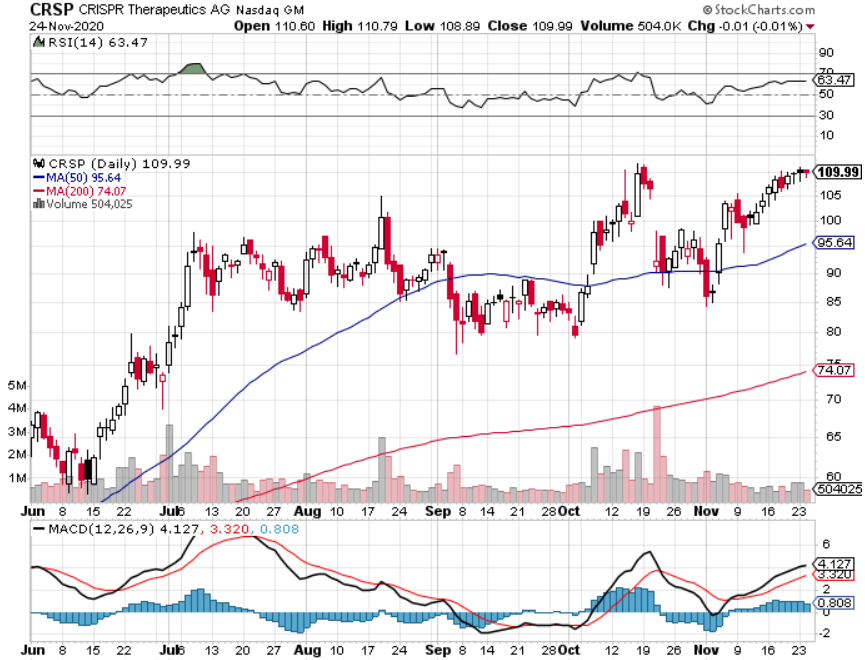 CRSP CRISPR Therapeutics AG Nasdaq GM © StockCharts.com
24-Nov-2020 Open 110.60 High 110.79 Low 108.89 Close 109.99 Volume 504.0K Chg -0.01 (-0.01%)
RSI(14) 63.47
90
70
63.47
50
30
10
CRSP (Daily) 109.99
MA(50) 95.64
MA(200) 74.07
Volume 504,025
109.99
105
100
95.64
90
85
80
75
74.07
70
65
60
504025
5M
4M
3M
2M
1M
Jun 8 15 22 Jul 6 13 20 27 Aug 10 17 24 Sep 9 14 21 28 Oct 12 19 26 Nov 9 16 23
MACD(12,26,9) 4.127, 3.320, 0.808
6
4.127
3.320
2
0.808
0
-2
Jun 8 15 22 Jul 6 13 20 27 Aug 10 17 24 Sep 8 14 21 28 Oct 12 19 26 Nov 9 16 23